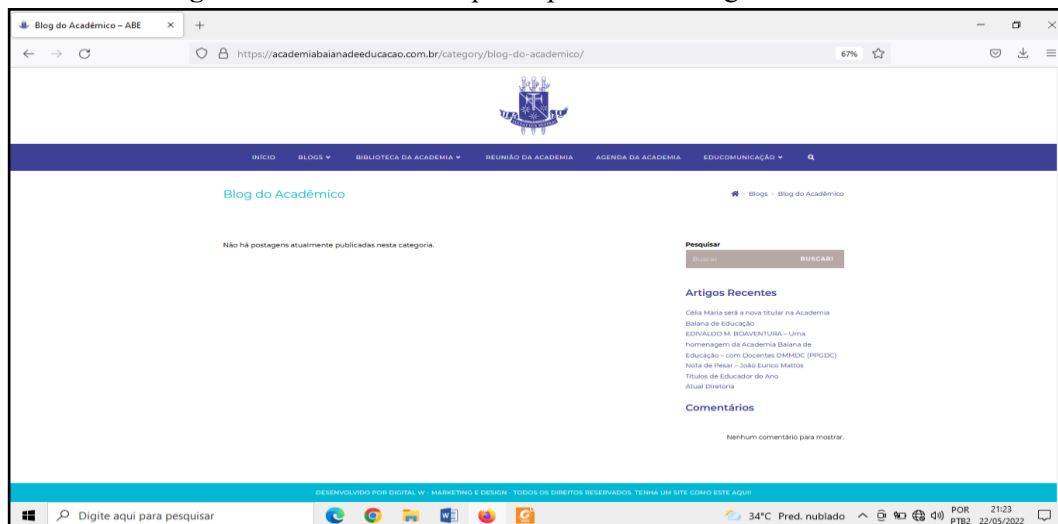 Blog do Acadêmico – ABE
https://academiabaianadeeducacao.com.br/category/blog-do-academico/
67%
INÍCIO BLOGS BIBLIOTECA DA ACADEMIA REUNIÃO DA ACADEMIA AGENDA DA ACADEMIA EDUCOMUNICAÇÃO
Blog do Acadêmico
> Blogs > Blog do Acadêmico
Não há postagens atualmente publicadas nesta categoria.
Pesquisar
Buscar BUSCAR!
Artigos Recentes
Célia Maria será a nova titular na Academia
Baiana de Educação
EDIVALDO M. BOAVENTURA – Uma
homenagem da Academia Baiana de
Educação – com Docentes DMMDC (PPGDC)
Nota de Pesar – João Eurico Mattos
Títulos de Educador do Ano
Atual Diretoria
Comentários
Nenhum comentário para mostrar.
DESENVOLVIDO POR DIGITAL W - MARKETING E DESIGN - TODOS OS DIREITOS RESERVADOS. TENHA UM SITE COMO ESTE AQUI!
Digite aqui para pesquisar
34°C Pred. nublado
POR
PTB2
21:23
22/05/2022